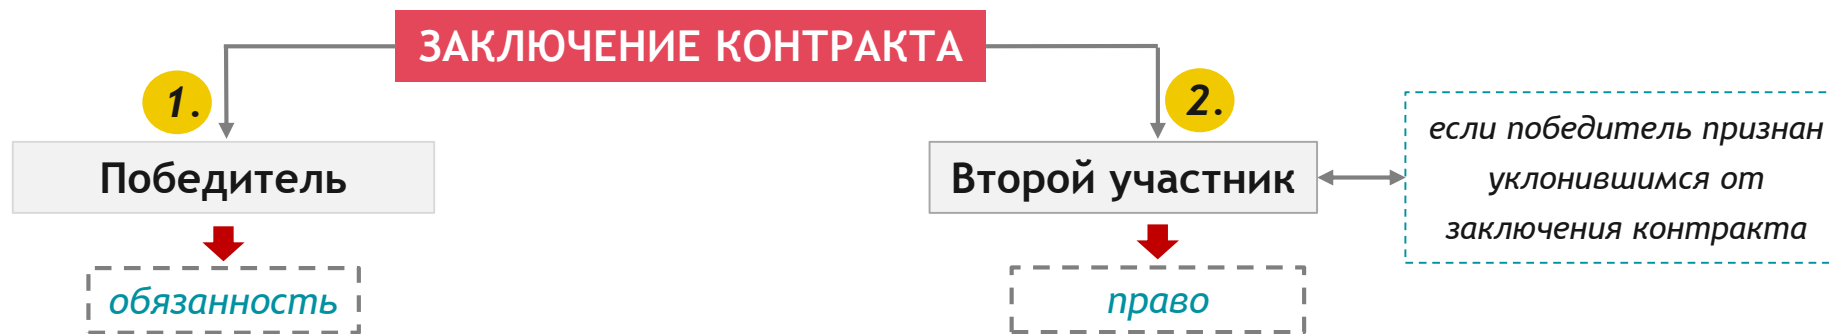 ЗАКЛЮЧЕНИЕ КОНТРАКТА
1.
Победитель
обязанность
2.
Второй участник
право
если победитель признан
уклонившимся от
заключения контракта